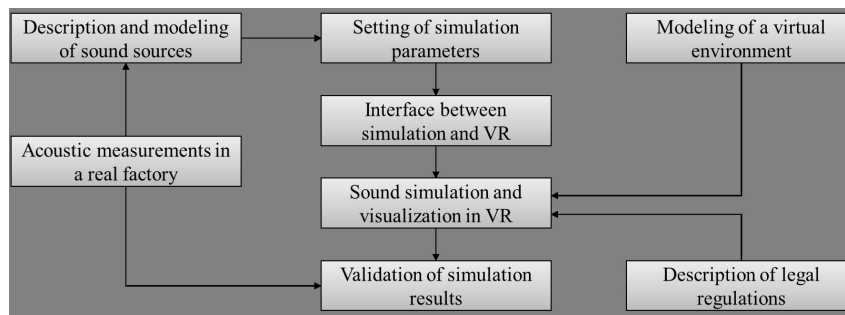 Description and modeling
of sound sources
Setting of simulation
parameters
Modeling of a virtual
environment
Interface between
simulation and VR
Acoustic measurements in
a real factory
Sound simulation and
visualization in VR
Validation of simulation
results
Description of legal
regulations